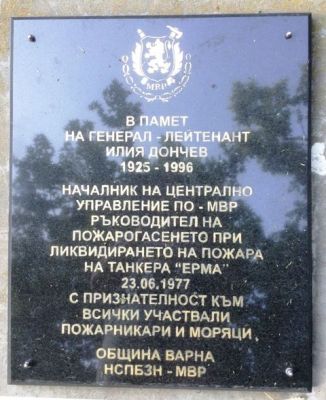 МВР
В ПАМЕТ
НА ГЕНЕРАЛ - ЛЕЙТЕНАНТ
ИЛИЯ ДОНЧЕВ
1925 - 1996
НАЧАЛНИК НА ЦЕНТРАЛНО
УПРАВЛЕНИЕ ПО - МВР
РЪКОВОДИТЕЛ НА
ПОЖАРОГАСЕНЕТО ПРИ
ЛИКВИДИРАНЕТО НА ПОЖАРА
НА ТАНКЕРА "ЕРМА"
23.06.1977
С ПРИЗНАТЕЛНОСТ КЪМ
ВСИЧКИ УЧАСТВАЛИ
ПОЖАРНИКАРИ И МОРЯЦИ
ОБЩИНА ВАРНА
НСПБЗН - МВР